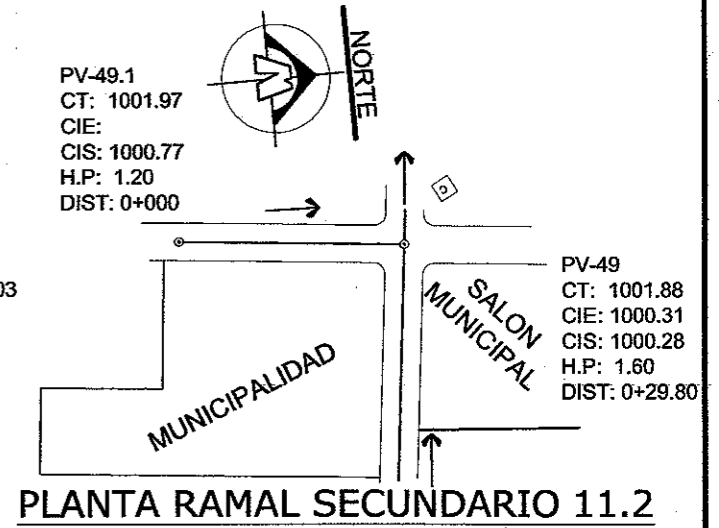 NORTE
PV-49.1
CT: 1001.97
CIE:
CIS: 1000.77
H.P: 1.20
DIST: 0+000
03
PV-49
CT: 1001.88
CIE: 1000.31
CIS: 1000.28
H.P: 1.60
DIST: 0+29.80
SALON
MUNICIPAL
MUNICIPALIDAD
PLANTA RAMAL SECUNDARIO 11.2